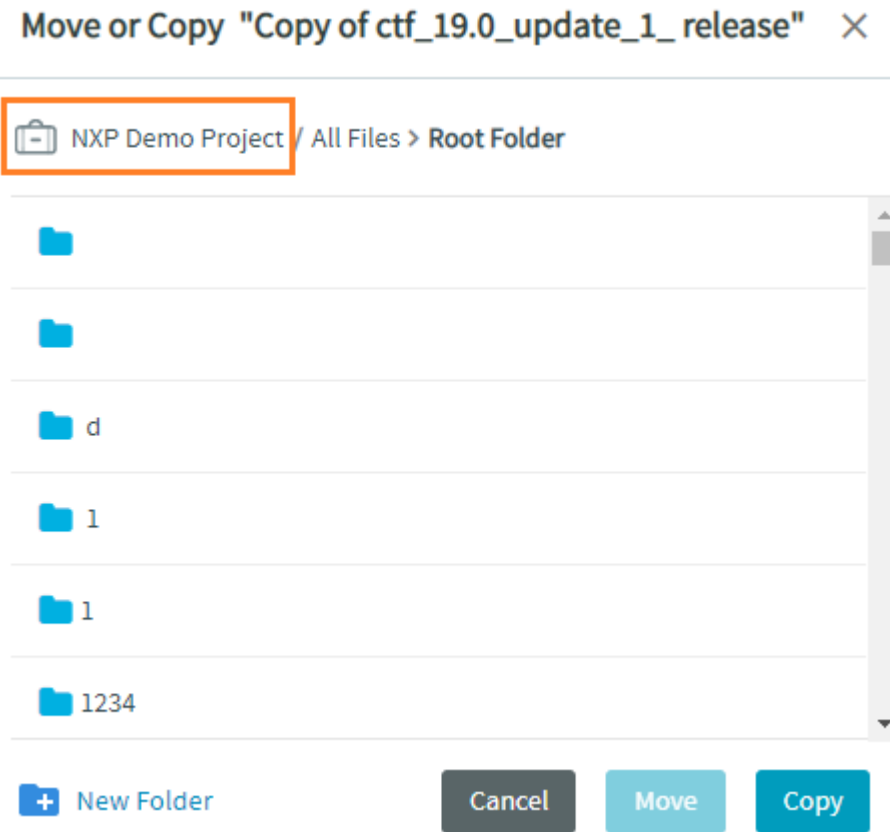 Move or Copy "Copy of ctf_19.0_update_1_ release"
NXP Demo Project / All Files > Root Folder
d
1
1
1234
New Folder
Cancel
Move
Copy